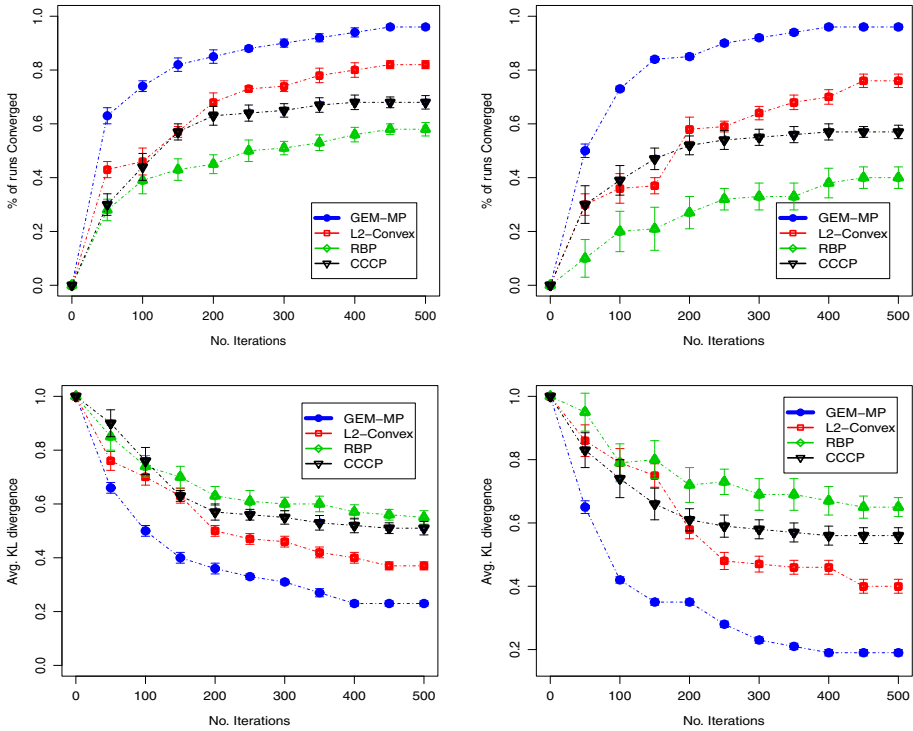 % of runs Converged
0.0 0.2 0.4 0.6 0.8 1.0
GEM−MP
L2−Convex
RBP
CCCP
0 100 200 300 400 500
No. Iterations
% of runs Converged
0.0 0.2 0.4 0.6 0.8 1.0
GEM−MP
L2−Convex
RBP
CCCP
0 100 200 300 400 500
No. Iterations
Avg. KL divergence
0.0 0.2 0.4 0.6 0.8 1.0
GEM−MP
L2−Convex
RBP
CCCP
0 100 200 300 400 500
No. Iterations
Avg. KL divergence
0.2 0.4 0.6 0.8 1.0
GEM−MP
L2−Convex
RBP
CCCP
0 100 200 300 400 500
No. Iterations